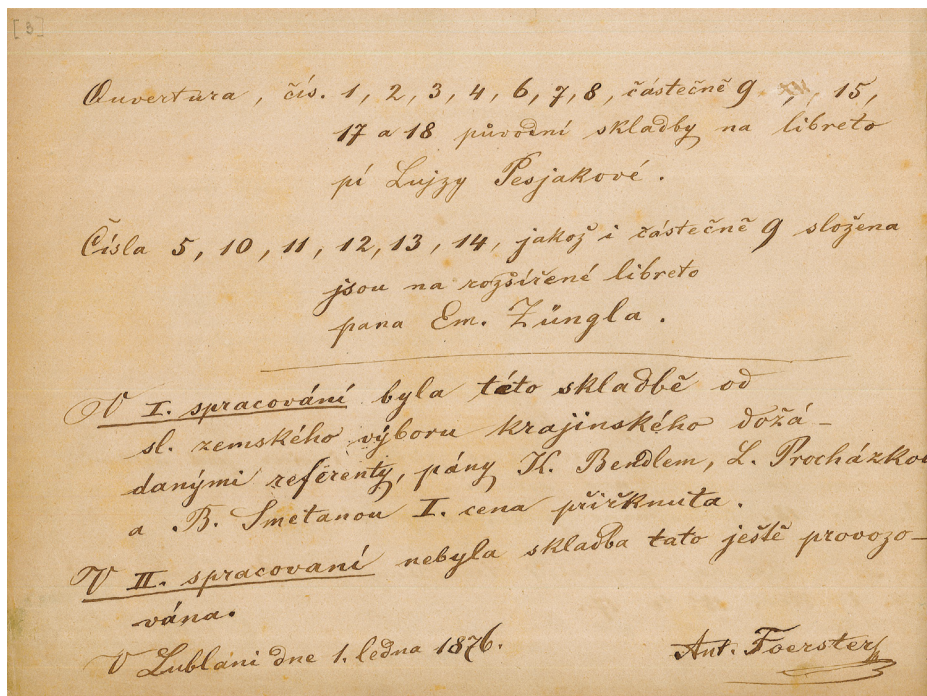 [3]
Ouvertura, čís. 1, 2, 3, 4, 6, 7, 8, částečně 9, 15,
17 a 18 původní skladby na libreto
pí Lujzy Pesjakové.
Čísla 5, 10, 11, 12, 13, 14, jakož i částečně 9 složena
jsou na rozšířené libreto
pana Em. Züngla.
V I. spracování byla této skladbě od
sl. zemského výboru krajinského dožá-
danými referenty, pány K. Bendlem, L. Procházkou
a B. Smetanou I. cena přiřknuta.
V II. spracovaní nebyla skladba tato ještě provozo-
vána.
V Lublani dne 1. ledna 1876.
Ant. Foerster